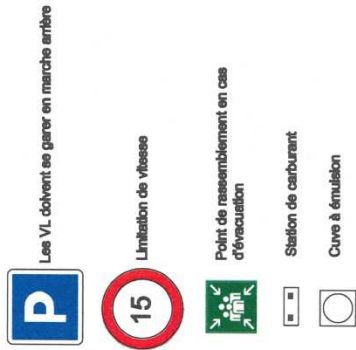 P
Les VL doivent se garer en marche arrière
15
Limitation de vitesse
Point de rassemblement en cas
d'évacuation
Station de carburant
Cuve à émulsion